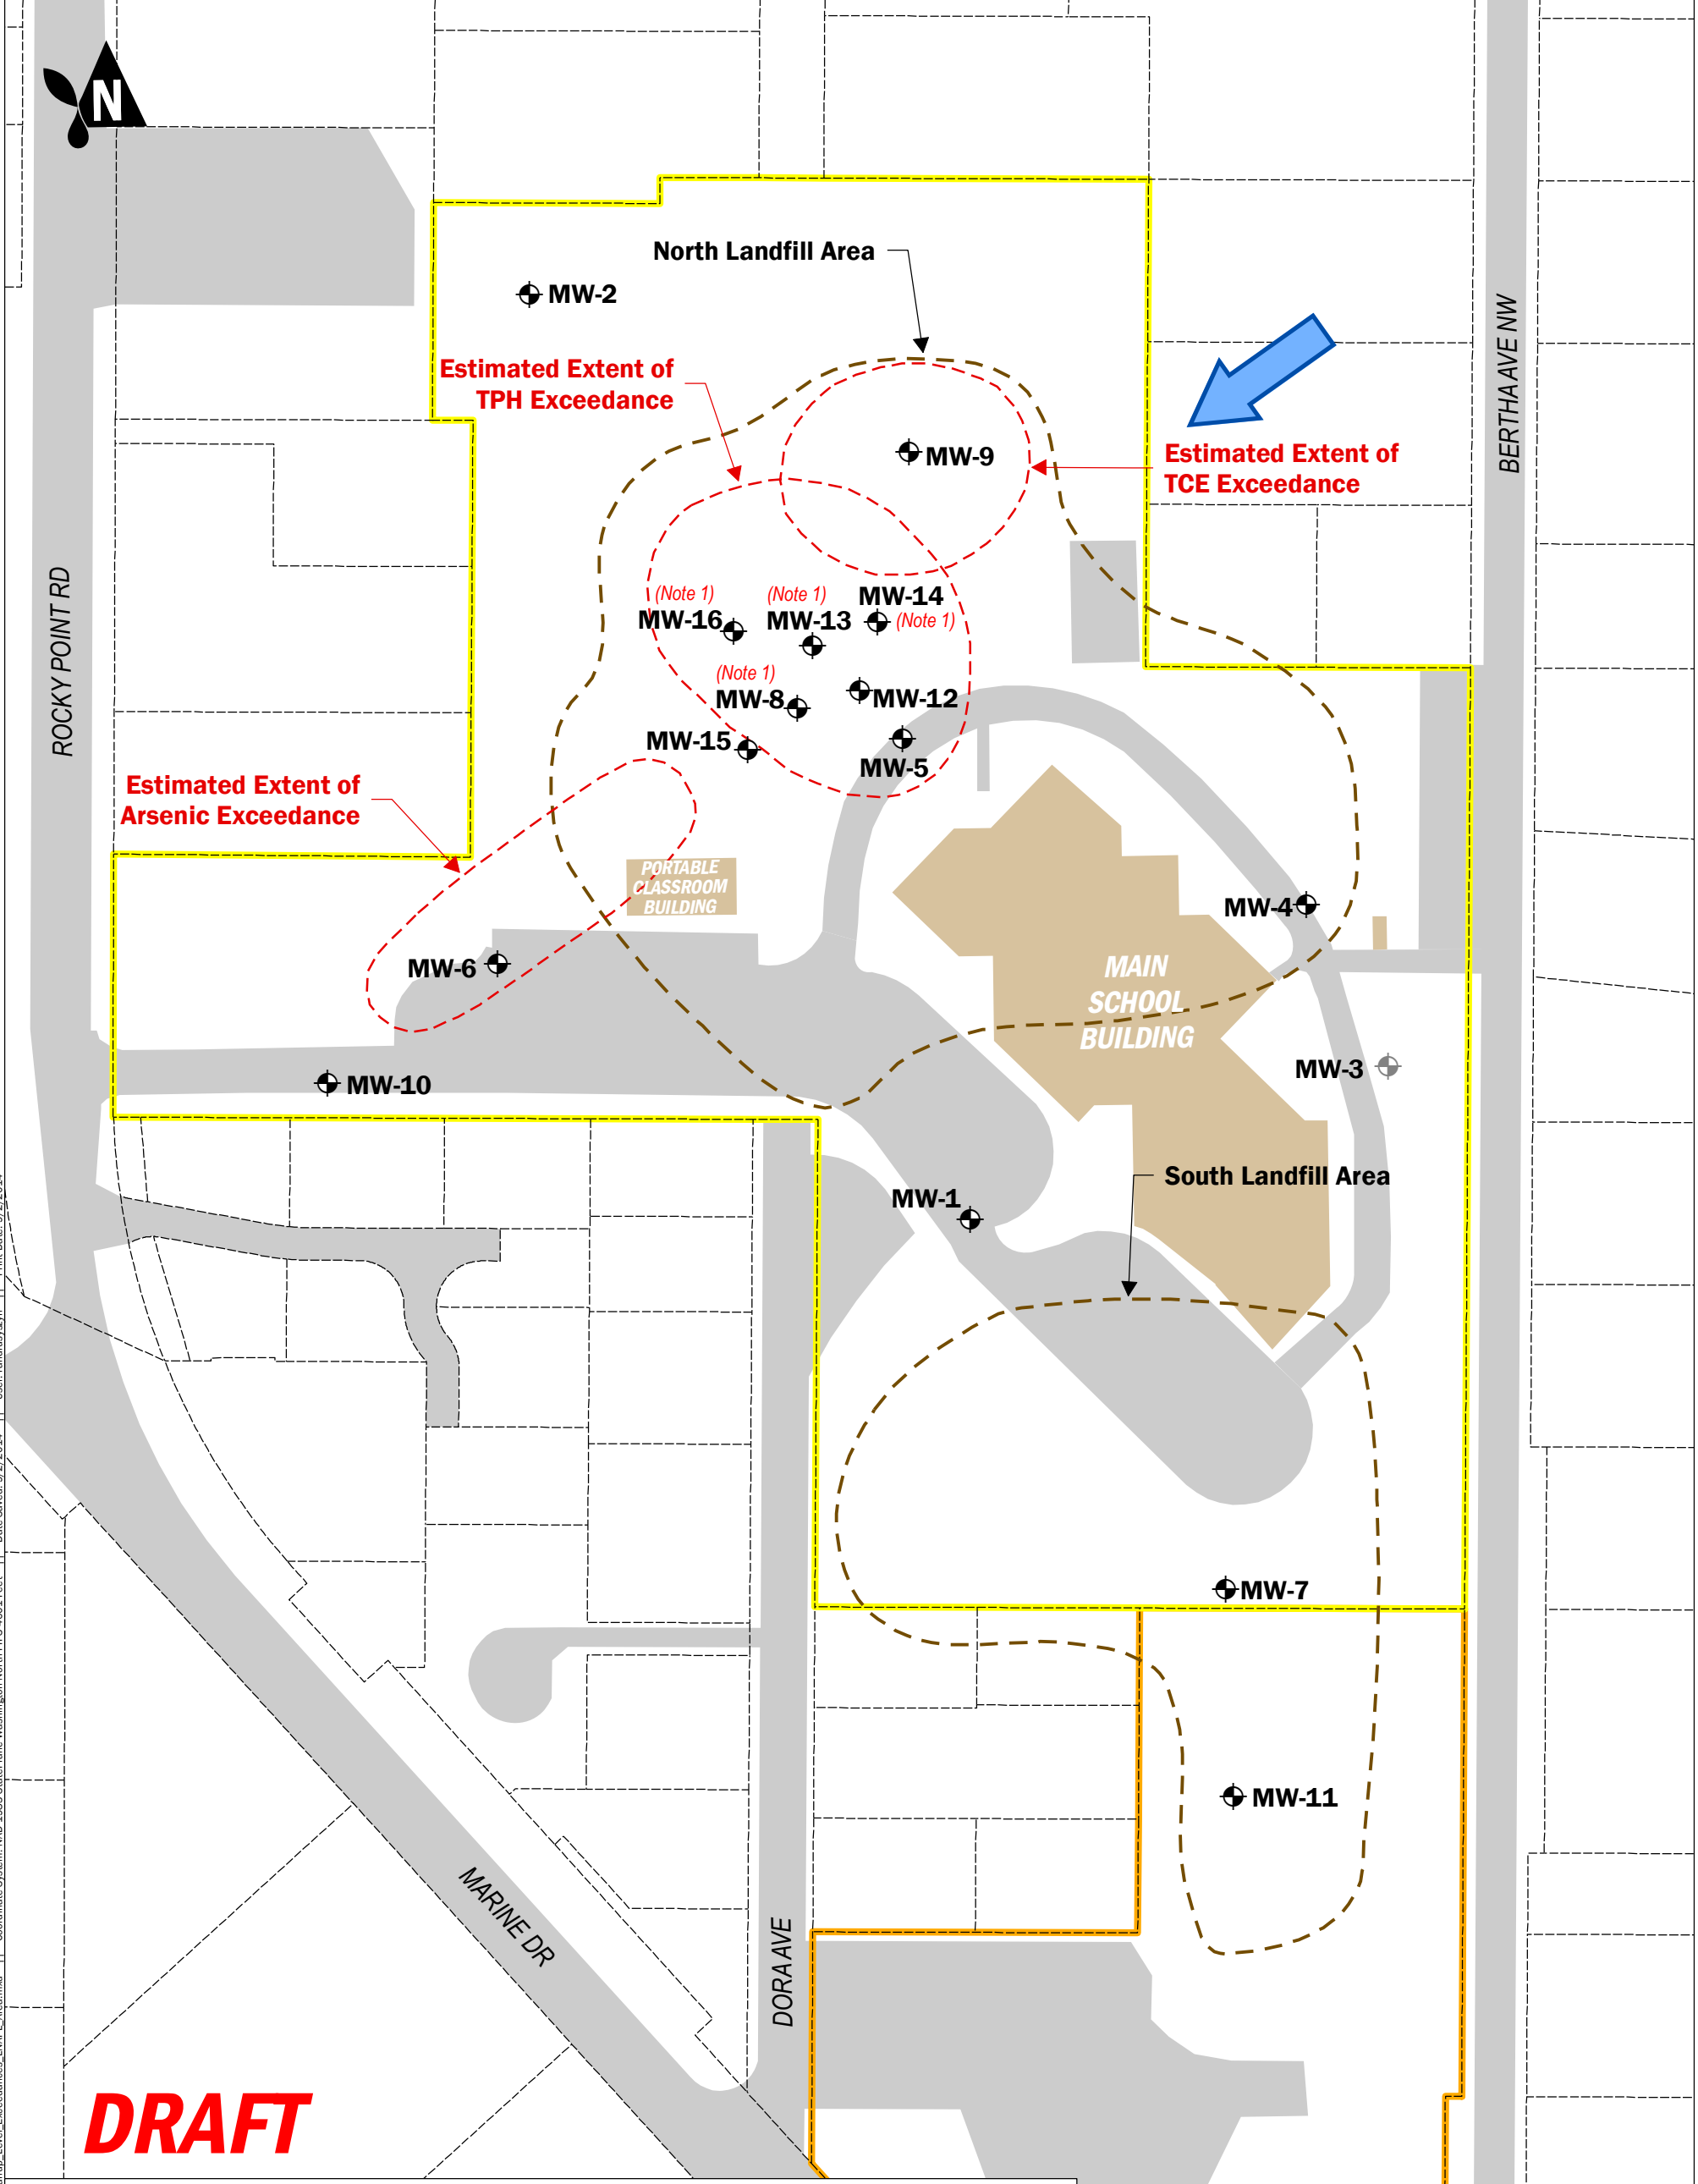 N
North Landfill Area
MW-2
Estimated Extent of
TPH Exceedance
BERTHA AVE NW
MW-9
Estimated Extent of
TCE Exceedance
ROCKY POINT RD
(Note 1)
MW-16
(Note 1)
MW-13
MW-14
(Note 1)
(Note 1)
MW-8
MW-12
MW-15
MW-5
Estimated Extent of
Arsenic Exceedance
PORTABLE
CLASSROOM
BUILDING
MW-4
MW-6
MAIN
SCHOOL
BUILDING
MW-3
MW-10
South Landfill Area
MW-1
MW-7
MW-11
MARINE DR
DORA AVE
DRAFT